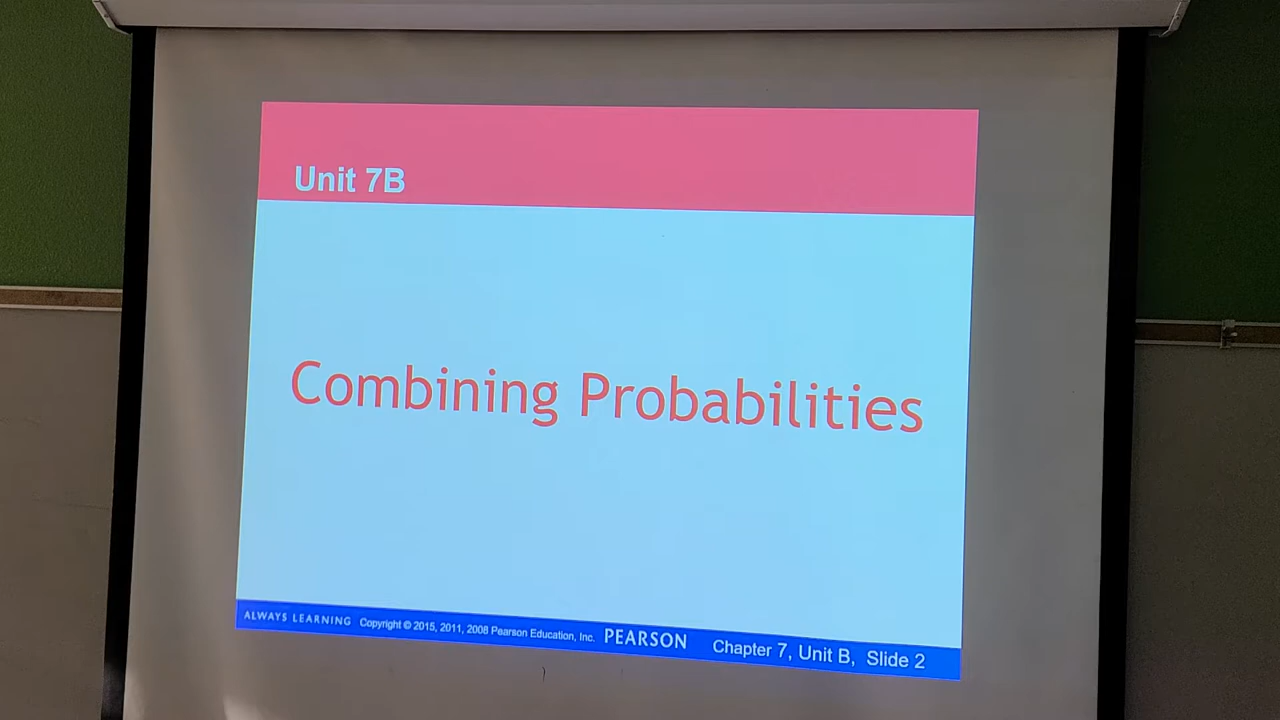 Unit 7B
Combining Probabilities
ALWAYS LEARNING Copyright © 2015, 2011, 2008 Pearson Education, Inc. PEARSON Chapter 7, Unit B, Slide 2